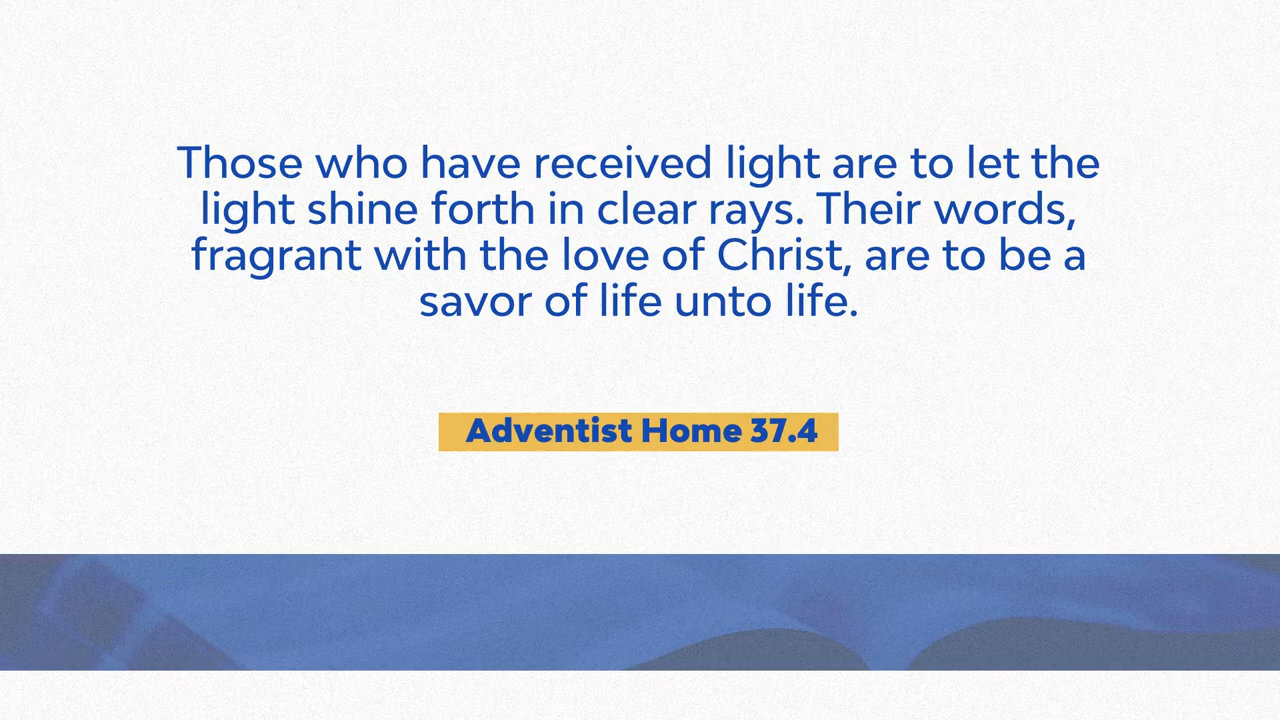 Those who have received light are to let the
light shine forth in clear rays. Their words,
fragrant with the love of Christ, are to be a
savor of life unto life.
Adventist Home 37.4